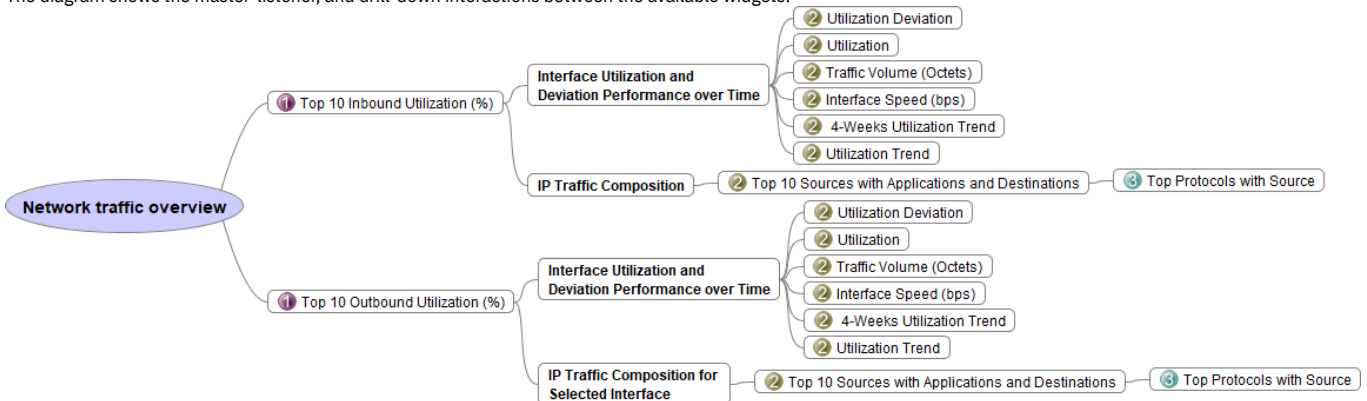 The diagram shows the master-listener, and drill-down interactions between the available widgets.
Network traffic overview
1 Top 10 Inbound Utilization (%)
Interface Utilization and
Deviation Performance over Time
2 Utilization Deviation
2 Utilization
2 Traffic Volume (Octets)
2 Interface Speed (bps)
2 4-Weeks Utilization Trend
2 Utilization Trend
IP Traffic Composition
2 Top 10 Sources with Applications and Destinations
3 Top Protocols with Source
1 Top 10 Outbound Utilization (%)
Interface Utilization and
Deviation Performance over Time
2 Utilization Deviation
2 Utilization
2 Traffic Volume (Octets)
2 Interface Speed (bps)
2 4-Weeks Utilization Trend
2 Utilization Trend
IP Traffic Composition for
Selected Interface
2 Top 10 Sources with Applications and Destinations
3 Top Protocols with Source